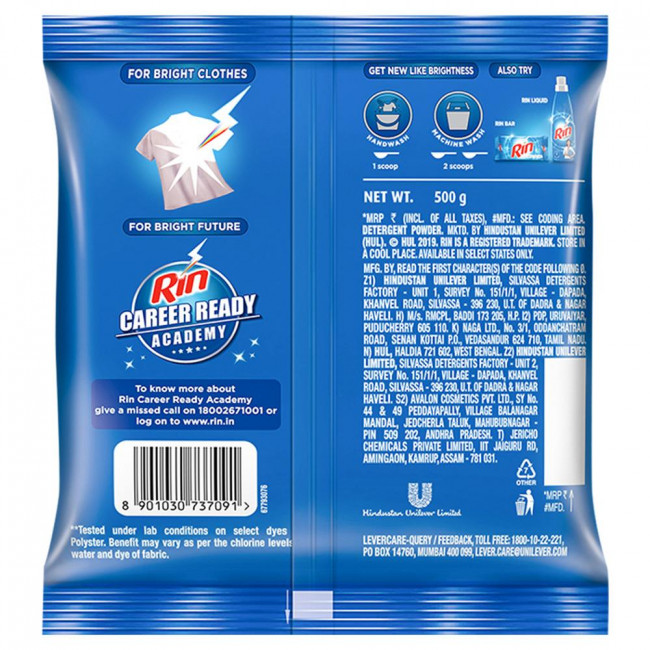 FOR BRIGHT CLOTHES
FOR BRIGHT FUTURE
Rin
CAREER READY
ACADEMY
To know more about
Rin Career Ready Academy
give a missed call on 18002671001 or
log on to www.rin.in
8 901030 737091 >
67793076
**Tested under lab conditions on select dyes
Polyster. Benefit may vary as per the chlorine levels
water and dye of fabric.
GET NEW LIKE BRIGHTNESS
ALSO TRY
HANDWASH
1 scoop
MACHINE WASH
2 scoops
RIN LIQUID
Rin
RIN BAR
Rin
NET WT. 500 g
*MRP ₹ (INCL. OF ALL TAXES), #MFD.: SEE CODING AREA.
DETERGENT POWDER. MKTD. BY HINDUSTAN UNILEVER LIMITED
(HUL). © HUL 2019. RIN IS A REGISTERED TRADEMARK. STORE IN
A COOL PLACE. AVAILABLE IN SELECT STATES ONLY.
MFG. BY, READ THE FIRST CHARACTER(S) OF THE CODE FOLLOWING @.
Z1) HINDUSTAN UNILEVER LIMITED, SILVASSA DETERGENTS
FACTORY - UNIT 1, SURVEY No. 151/1/1, VILLAGE - DAPADA,
KHANVEL ROAD, SILVASSA - 396 230, U.T. OF DADRA & NAGAR
HAVELI. H) M/s. RMCPL, BADDI 173 205, H.P. I2) PDP, URUVAIYAR,
PUDUCHERRY 605 110. K) NAGA LTD., No. 3/1, ODDANCHATRAM
ROAD, SENAN KOTTAI P.O., VEDASANDUR 624 710, TAMIL NADU.
N) HUL, HALDIA 721 602, WEST BENGAL. Z2) HINDUSTAN UNILEVER
LIMITED, SILVASSA DETERGENTS FACTORY - UNIT 2,
SURVEY No. 151/1/1, VILLAGE - DAPADA, KHANVEL
ROAD, SILVASSA - 396 230, U.T. OF DADRA & NAGAR
HAVELI. S2) AVALON COSMETICS PVT. LTD., SY No.
44 & 49 PEDDAYAPALLY, VILLAGE BALANAGAR
MANDAL, JEDCHERLA TALUK, MAHUBUBNAGAR -
PIN 509 202, ANDHRA PRADESH. T) JERICHO
CHEMICALS PRIVATE LIMITED, IIT JAIGURU RD,
AMINGAON, KAMRUP, ASSAM - 781 031.
7
OTHER
*MRP ₹
#MFD.
Hindustan Unilever Limited
LEVERCARE-QUERY / FEEDBACK, TOLL FREE: 1800-10-22-221,
PO BOX 14760, MUMBAI 400 099, LEVER.CARE@UNILEVER.COM